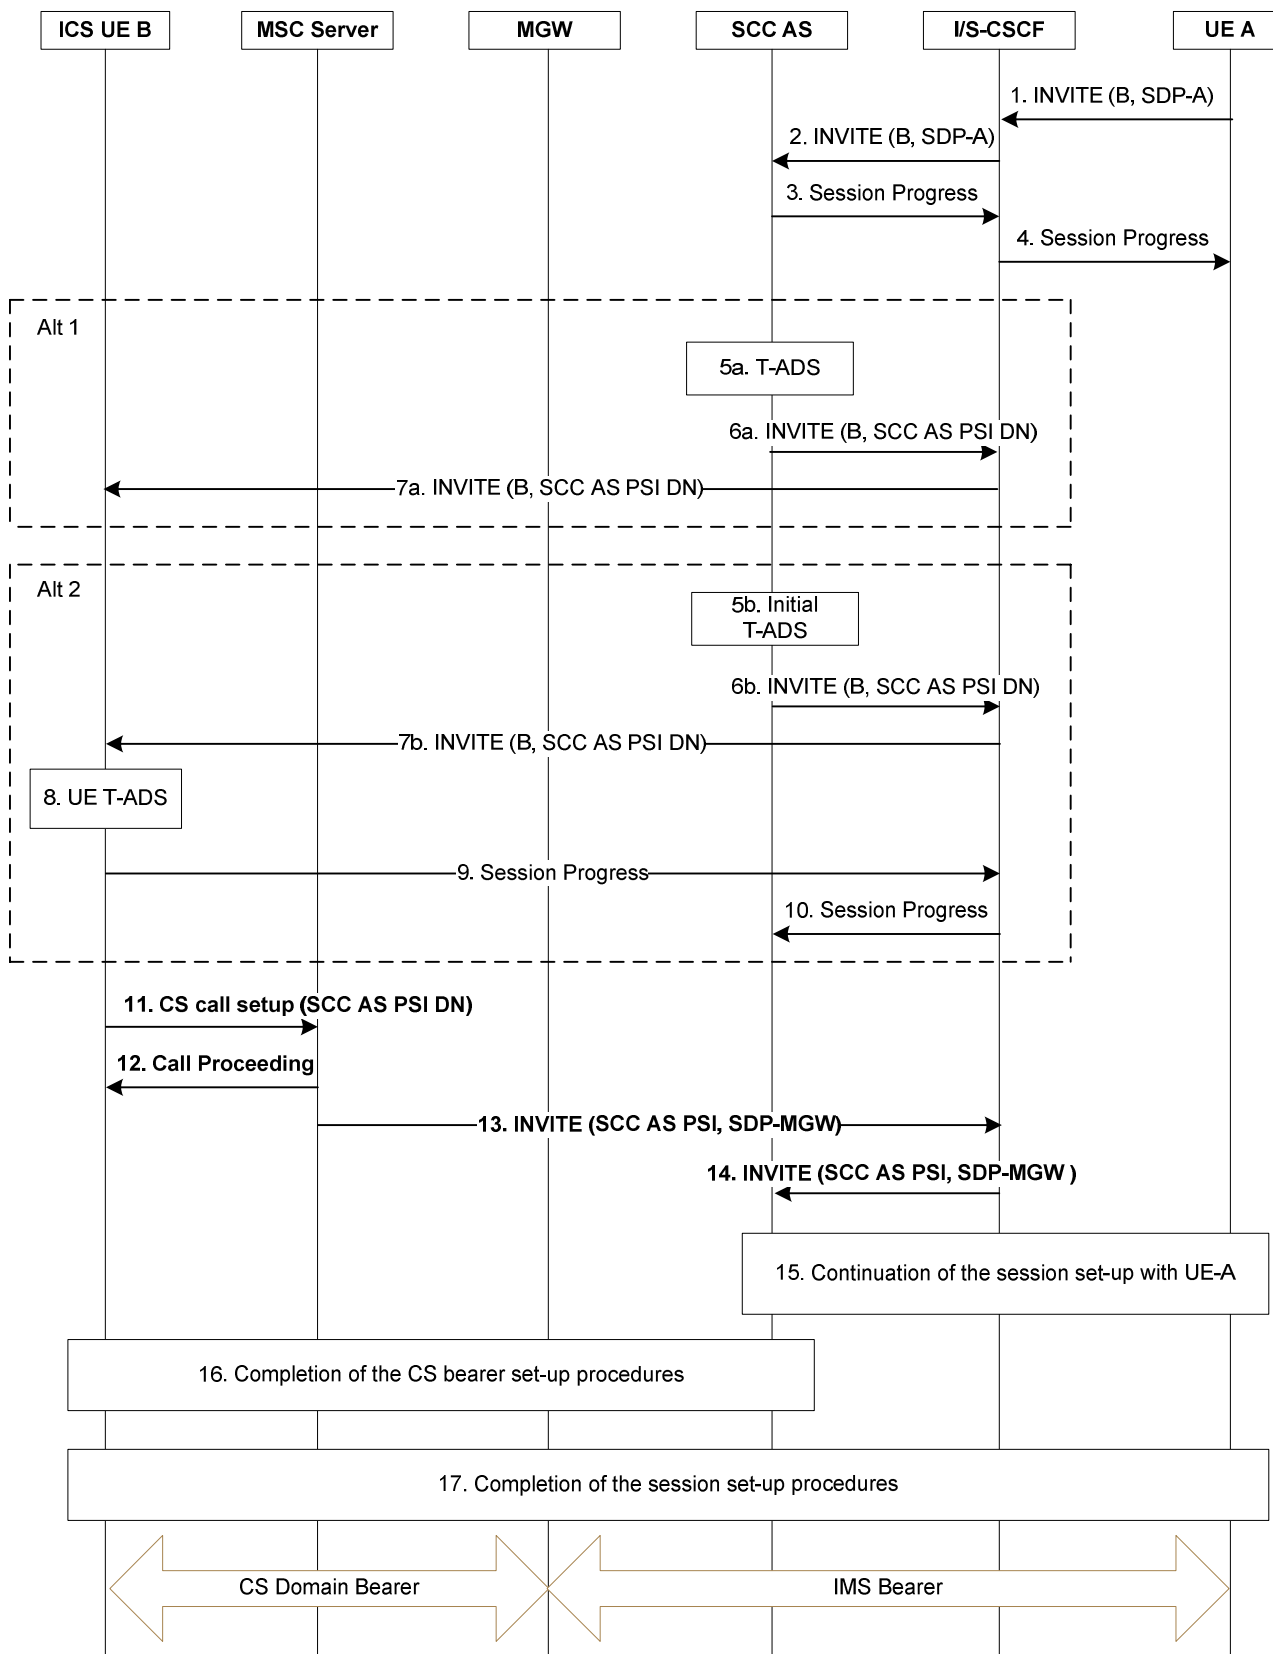 ICS UE B
MSC Server
MGW
SCC AS
I/S-CSCF
UE A
1. INVITE (B, SDP-A)
2. INVITE (B, SDP-A)
3. Session Progress
4. Session Progress
Alt 1
5a. T-ADS
6a. INVITE (B, SCC AS PSI DN)
7a. INVITE (B, SCC AS PSI DN)
Alt 2
5b. Initial
T-ADS
6b. INVITE (B, SCC AS PSI DN)
7b. INVITE (B, SCC AS PSI DN)
8. UE T-ADS
9. Session Progress
10. Session Progress
11. CS call setup (SCC AS PSI DN)
12. Call Proceeding
13. INVITE (SCC AS PSI, SDP-MGW)
14. INVITE (SCC AS PSI, SDP-MGW )
15. Continuation of the session set-up with UE-A
16. Completion of the CS bearer set-up procedures
17. Completion of the session set-up procedures
CS Domain Bearer
IMS Bearer